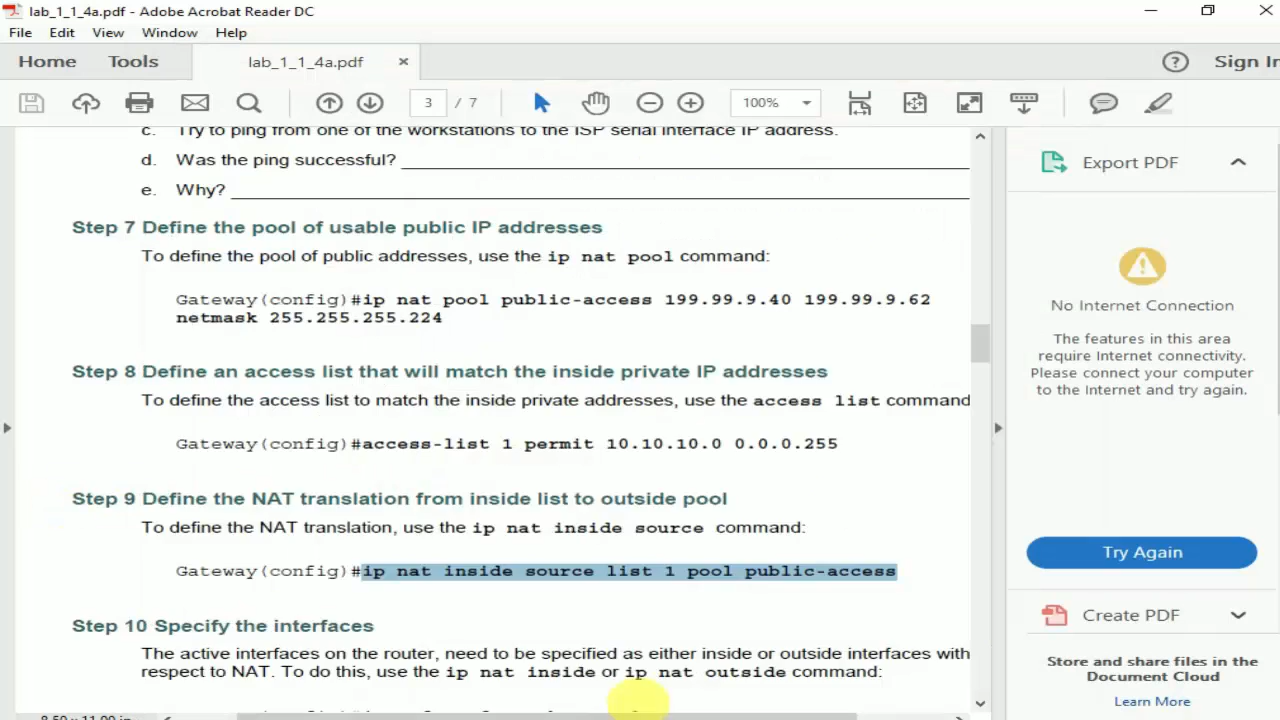 lab_1_1_4a.pdf - Adobe Acrobat Reader DC
File Edit View Window Help
Home Tools lab_1_1_4a.pdf × ? Sign In
3 / 7 100%
c. Try to ping from one of the workstations to the ISP serial interface IP address.
d. Was the ping successful?
e. Why?
Step 7 Define the pool of usable public IP addresses
To define the pool of public addresses, use the ip nat pool command:
Gateway(config)#ip nat pool public-access 199.99.9.40 199.99.9.62
netmask 255.255.255.224
Step 8 Define an access list that will match the inside private IP addresses
To define the access list to match the inside private addresses, use the access list command
Gateway(config)#access-list 1 permit 10.10.10.0 0.0.0.255
Step 9 Define the NAT translation from inside list to outside pool
To define the NAT translation, use the ip nat inside source command:
Gateway(config)#ip nat inside source list 1 pool public-access
Step 10 Specify the interfaces
The active interfaces on the router, need to be specified as either inside or outside interfaces with
respect to NAT. To do this, use the ip nat inside or ip nat outside command:
8.50 x 11.00 in
Export PDF
No Internet Connection
The features in this area
require Internet connectivity.
Please connect your computer
to the Internet and try again.
Try Again
Create PDF
Store and share files in the
Document Cloud
Learn More